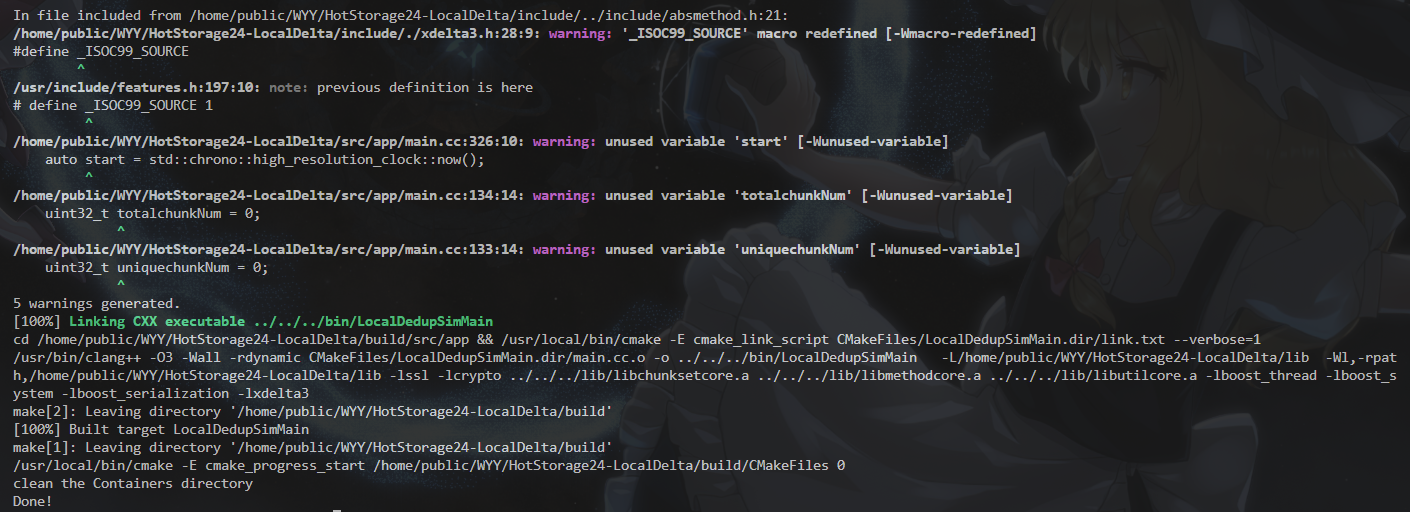 In file included from /home/public/WYY/HotStorage24-LocalDelta/include/../include/absmethod.h:21:
/home/public/WYY/HotStorage24-LocalDelta/include/./xdelta3.h:28:9: warning: '_ISOC99_SOURCE' macro redefined [-Wmacro-redefined]
#define _ISOC99_SOURCE
^
/usr/include/features.h:197:10: note: previous definition is here
# define _ISOC99_SOURCE 1
^
/home/public/WYY/HotStorage24-LocalDelta/src/app/main.cc:326:10: warning: unused variable 'start' [-Wunused-variable]
auto start = std::chrono::high_resolution_clock::now();
^
/home/public/WYY/HotStorage24-LocalDelta/src/app/main.cc:134:14: warning: unused variable 'totalchunkNum' [-Wunused-variable]
uint32_t totalchunkNum = 0;
^
/home/public/WYY/HotStorage24-LocalDelta/src/app/main.cc:133:14: warning: unused variable 'uniquechunkNum' [-Wunused-variable]
uint32_t uniquechunkNum = 0;
^
5 warnings generated.
[100%] Linking CXX executable ../../../bin/LocalDedupSimMain
cd /home/public/WYY/HotStorage24-LocalDelta/build/src/app && /usr/local/bin/cmake -E cmake_link_script CMakeFiles/LocalDedupSimMain.dir/link.txt --verbose=1
/usr/bin/clang++ -O3 -Wall -rdynamic CMakeFiles/LocalDedupSimMain.dir/main.cc.o -o ../../../bin/LocalDedupSimMain   -L/home/public/WYY/HotStorage24-LocalDelta/lib  -Wl,-rpat
h,/home/public/WYY/HotStorage24-LocalDelta/lib -lssl -lcrypto ../../../lib/libchunksetcore.a ../../../lib/libmethodcore.a ../../../lib/libutilcore.a -lboost_thread -lboost_s
ystem -lboost_serialization -lxdelta3
make[2]: Leaving directory '/home/public/WYY/HotStorage24-LocalDelta/build'
[100%] Built target LocalDedupSimMain
make[1]: Leaving directory '/home/public/WYY/HotStorage24-LocalDelta/build'
/usr/local/bin/cmake -E cmake_progress_start /home/public/WYY/HotStorage24-LocalDelta/build/CMakeFiles 0
clean the Containers directory
Done!